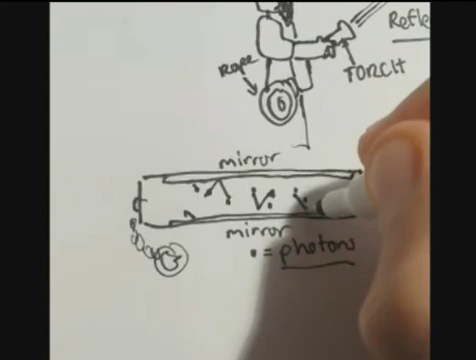 Refle
Rope
TORCH
mirror
mirror
• = photons